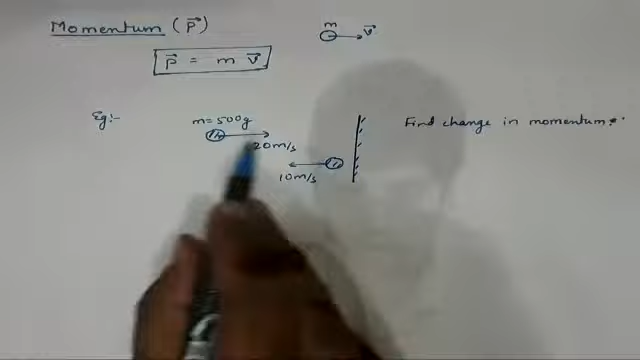 Momentum (P⃗)
m
v⃗
P⃗ = m v⃗
Eg:-
m=500g
20m/s
10m/s
Find change in momentum.